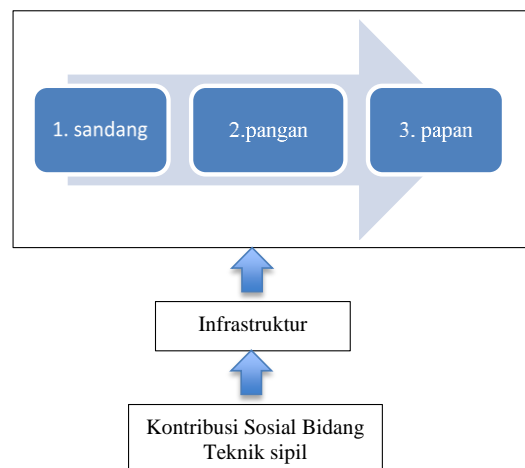 1. sandang
2.pangan
3. papan
Infrastruktur
Kontribusi Sosial Bidang
Teknik sipil